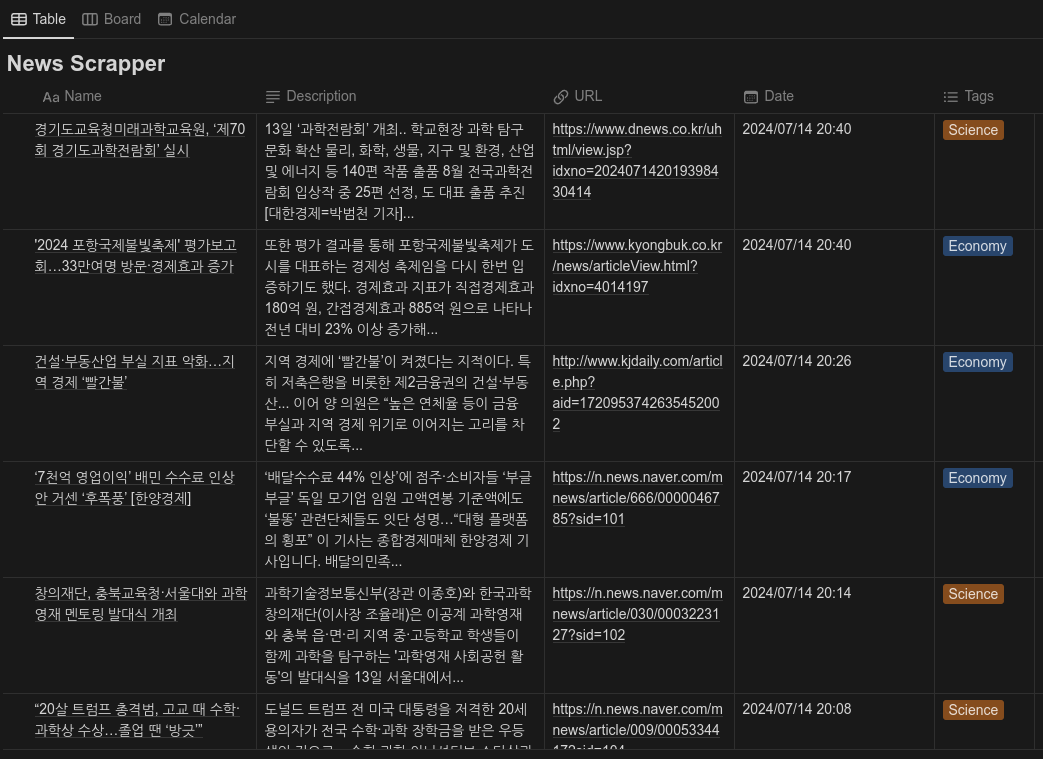 Table Board Calendar
News Scrapper
Aa Name Description URL Date Tags
경기도교육청미래과학교육원, ‘제70
회 경기도과학전람회’ 실시
13일 ‘과학전람회’ 개최.. 학교현장 과학 탐구
문화 확산 물리, 화학, 생물, 지구 및 환경, 산업
및 에너지 등 140편 작품 출품 8월 전국과학전
람회 입상작 중 25편 선정, 도 대표 출품 추진
[대한경제=박범천 기자]...
https://www.dnews.co.kr/uh
tml/view.jsp?
idxno=2024071420193984
30414
2024/07/14 20:40
Science
'2024 포항국제불빛축제' 평가보고
회…33만여명 방문·경제효과 증가
또한 평가 결과를 통해 포항국제불빛축제가 도
시를 대표하는 경제성 축제임을 다시 한번 입
증하기도 했다. 경제효과 지표가 직접경제효과
180억 원, 간접경제효과 885억 원으로 나타나
전년 대비 23% 이상 증가해...
https://www.kyongbuk.co.kr
/news/articleView.html?
idxno=4014197
2024/07/14 20:40
Economy
건설·부동산업 부실 지표 악화…지
역 경제 ‘빨간불’
지역 경제에 ‘빨간불’이 켜졌다는 지적이다. 특
히 저축은행을 비롯한 제2금융권의 건설·부동
산... 이어 양 의원은 “높은 연체율 등이 금융
부실과 지역 경제 위기로 이어지는 고리를 차
단할 수 있도록...
http://www.kjdaily.com/articl
e.php?
aid=172095374263545200
2
2024/07/14 20:26
Economy
‘7천억 영업이익’ 배민 수수료 인상
안 거센 ‘후폭풍’ [한양경제]
‘배달수수료 44% 인상’에 점주·소비자들 ‘부글
부글’ 독일 모기업 임원 고액연봉 기준액에도
‘불똥’ 관련단체들도 잇단 성명…“대형 플랫폼
의 횡포” 이 기사는 종합경제매체 한양경제 기
사입니다. 배달의민족...
https://n.news.naver.com/m
news/article/666/00000467
85?sid=101
2024/07/14 20:17
Economy
창의재단, 충북교육청·서울대와 과학
영재 멘토링 발대식 개최
과학기술정보통신부(장관 이종호)와 한국과학
창의재단(이사장 조율래)은 이공계 과학영재
와 충북 읍·면·리 지역 중·고등학교 학생들이
함께 과학을 탐구하는 '과학영재 사회공헌 활
동'의 발대식을 13일 서울대에서...
https://n.news.naver.com/m
news/article/030/00032231
27?sid=102
2024/07/14 20:14
Science
“20살 트럼프 총격범, 고교 때 수학·
과학상 수상…졸업 땐 ‘방긋’”
도널드 트럼프 전 미국 대통령을 저격한 20세
용의자가 전국 수학·과학 장학금을 받은 우등
https://n.news.naver.com/m
news/article/009/00053344
2024/07/14 20:08
Science